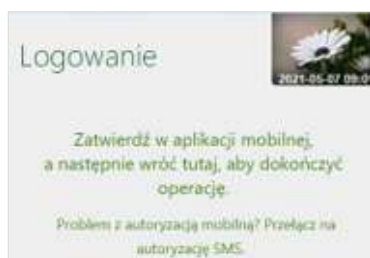 Logowanie
2021-05-07 09:0
Zatwierdź w aplikacji mobilnej,
a następnie wróć tutaj, aby dokończyć
operację.
Problem z autoryzacją mobilną? Przełącz na
autoryzację SMS.